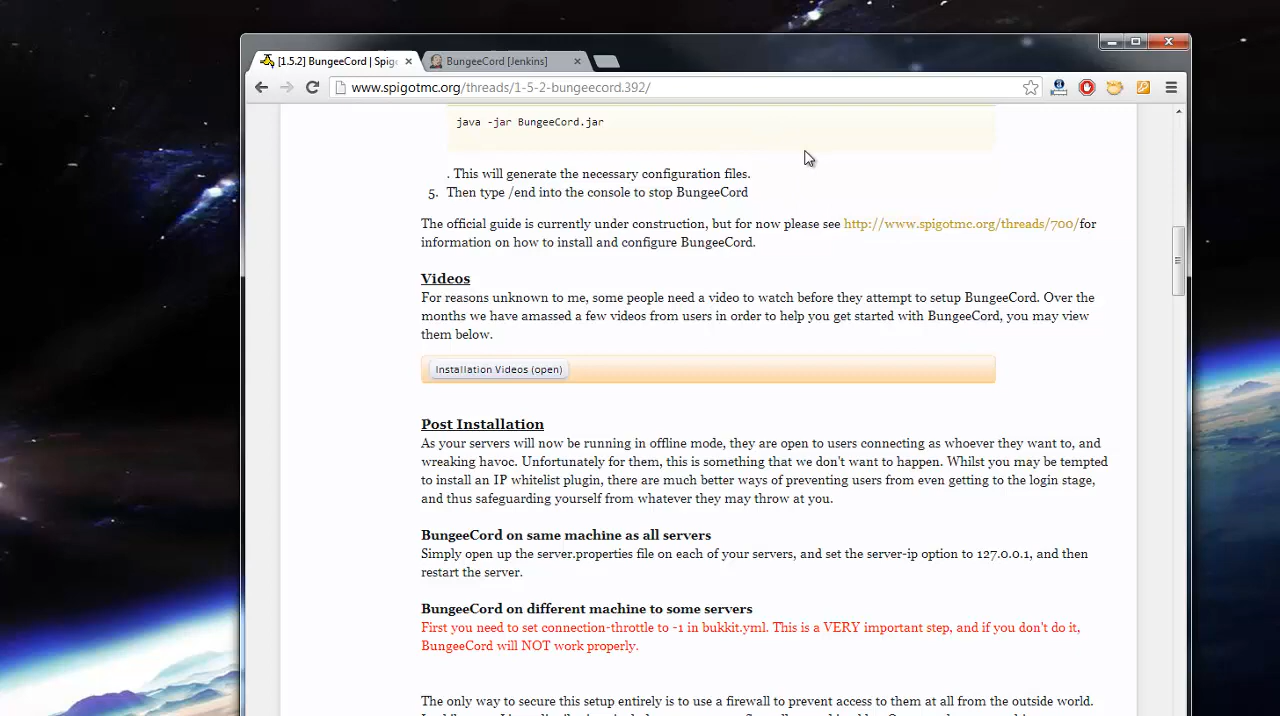 [1.5.2] BungeeCord | Spig
BungeeCord [Jenkins]
www.spigotmc.org/threads/1-5-2-bungeecord.392/
java -jar BungeeCord.jar
. This will generate the necessary configuration files.
5. Then type /end into the console to stop BungeeCord
The official guide is currently under construction, but for now please see http://www.spigotmc.org/threads/700/for
information on how to install and configure BungeeCord.
Videos
For reasons unknown to me, some people need a video to watch before they attempt to setup BungeeCord. Over the
months we have amassed a few videos from users in order to help you get started with BungeeCord, you may view
them below.
Installation Videos (open)
Post Installation
As your servers will now be running in offline mode, they are open to users connecting as whoever they want to, and
wreaking havoc. Unfortunately for them, this is something that we don't want to happen. Whilst you may be tempted
to install an IP whitelist plugin, there are much better ways of preventing users from even getting to the login stage,
and thus safeguarding yourself from whatever they may throw at you.
BungeeCord on same machine as all servers
Simply open up the server.properties file on each of your servers, and set the server-ip option to 127.0.0.1, and then
restart the server.
BungeeCord on different machine to some servers
First you need to set connection-throttle to -1 in bukkit.yml. This is a VERY important step, and if you don't do it,
BungeeCord will NOT work properly.
The only way to secure this setup entirely is to use a firewall to prevent access to them at all from the outside world.